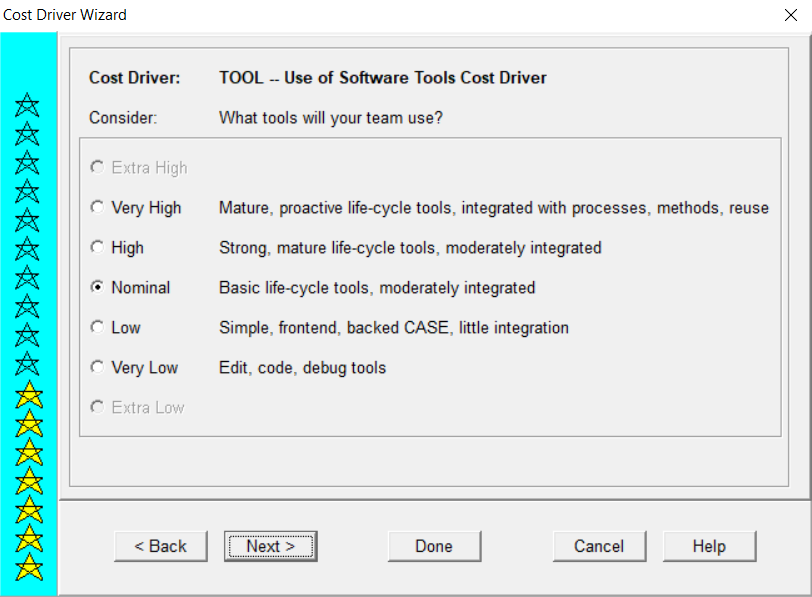 Cost Driver Wizard
Cost Driver: TOOL -- Use of Software Tools Cost Driver
Consider: What tools will your team use?
Extra High
Very High Mature, proactive life-cycle tools, integrated with processes, methods, reuse
High Strong, mature life-cycle tools, moderately integrated
Nominal Basic life-cycle tools, moderately integrated
Low Simple, frontend, backed CASE, little integration
Very Low Edit, code, debug tools
Extra Low
< Back Next > Done Cancel Help